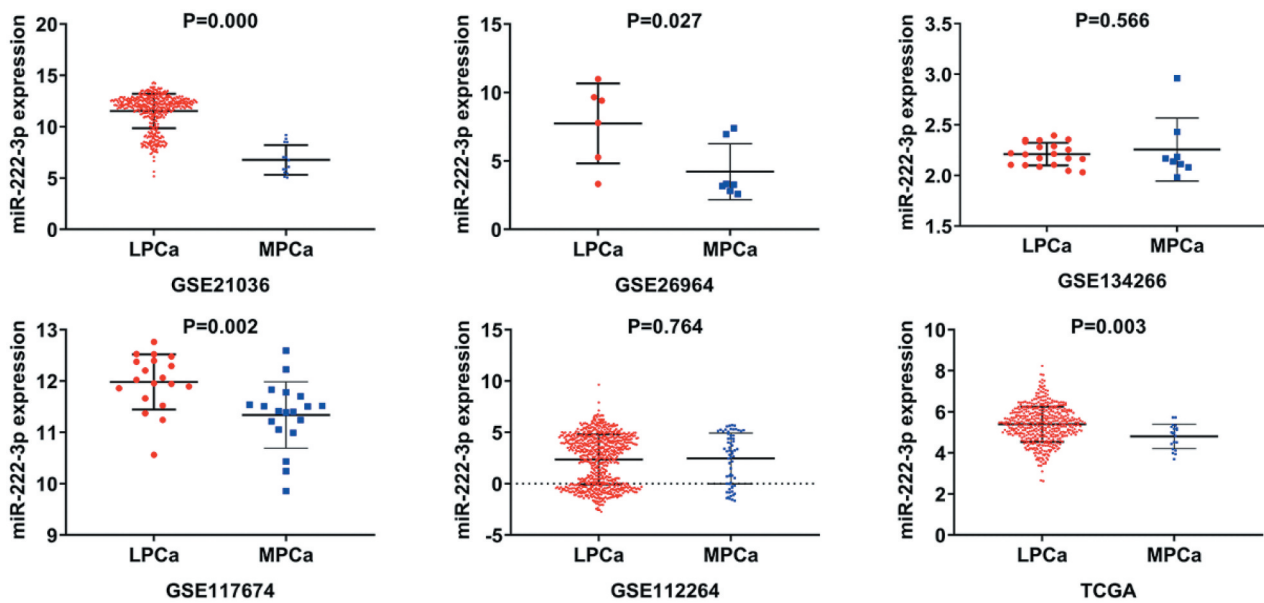 miR-222-3p expression
P=0.000
20
15
10
5
0
LPCa MPCa
GSE21036
miR-222-3p expression
P=0.027
15
10
5
0
LPCa MPCa
GSE26964
miR-222-3p expression
P=0.566
3.5
3.0
2.5
2.0
1.5
LPCa MPCa
GSE134266
miR-222-3p expression
P=0.002
13
12
11
10
9
LPCa MPCa
GSE117674
miR-222-3p expression
P=0.764
15
10
5
0
-5
LPCa MPCa
GSE112264
miR-222-3p expression
P=0.003
10
8
6
4
2
0
LPCa MPCa
TCGA